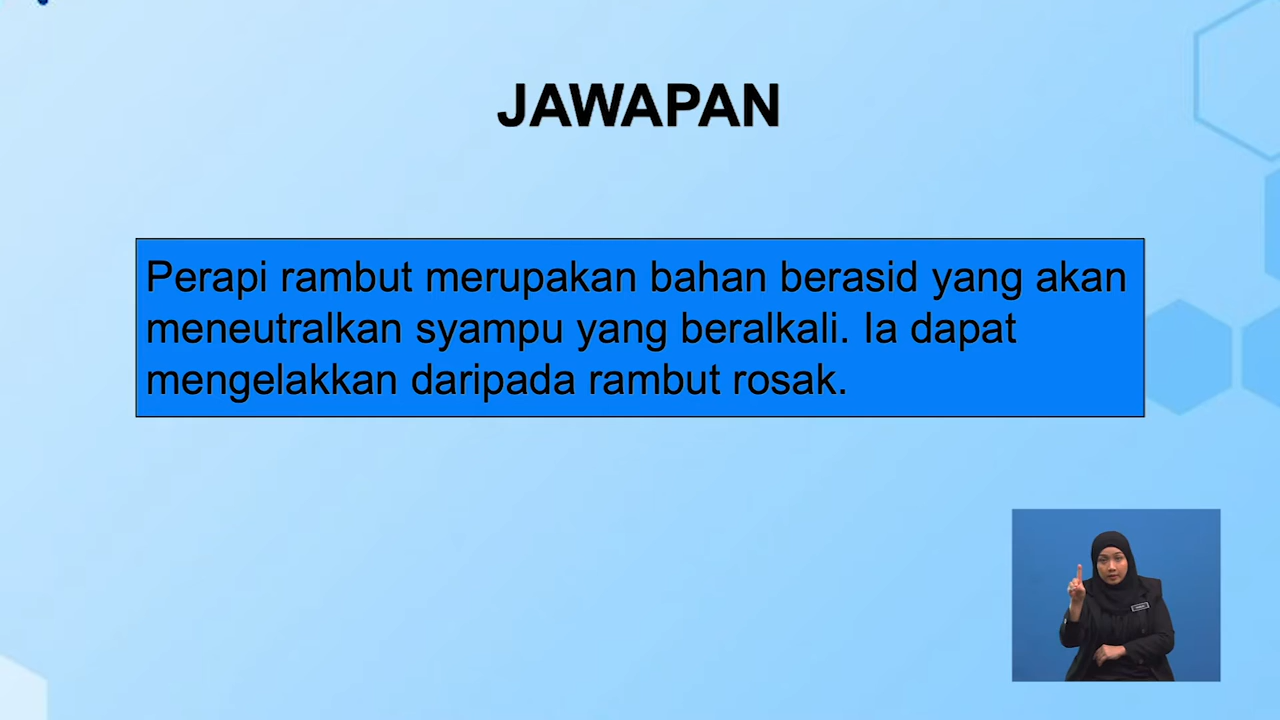 JAWAPAN
Perapi rambut merupakan bahan berasid yang akan
meneutralkan syampu yang beralkali. Ia dapat
mengelakkan daripada rambut rosak.